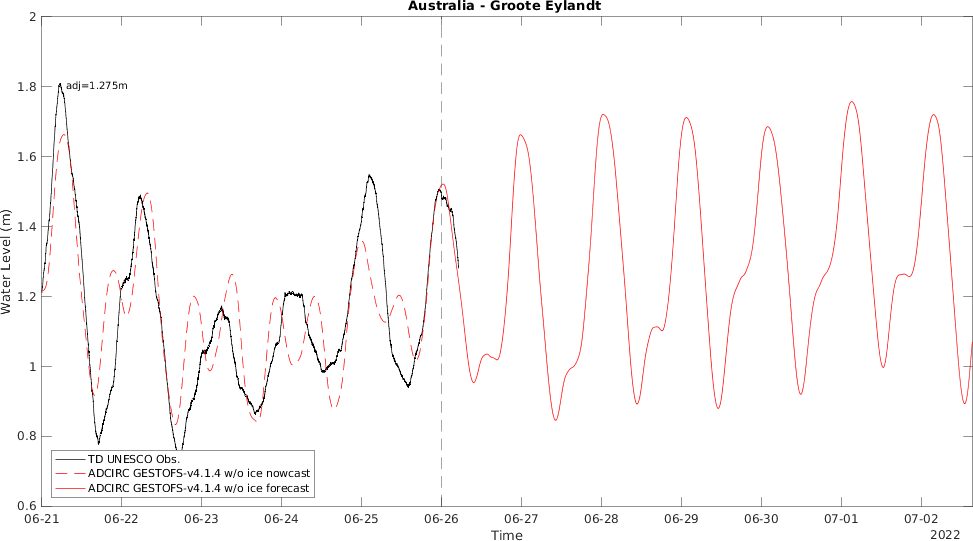 Australia - Groote Eylandt
2
1.8
1.6
1.4
1.2
1
0.8
0.6
Water Level (m)
adj=1.275m
TD UNESCO Obs.
ADCIRC GESTOFS-v4.1.4 w/o ice nowcast
ADCIRC GESTOFS-v4.1.4 w/o ice forecast
06-21 06-22 06-23 06-24 06-25 06-26 06-27 06-28 06-29 06-30 07-01 07-02
Time
2022